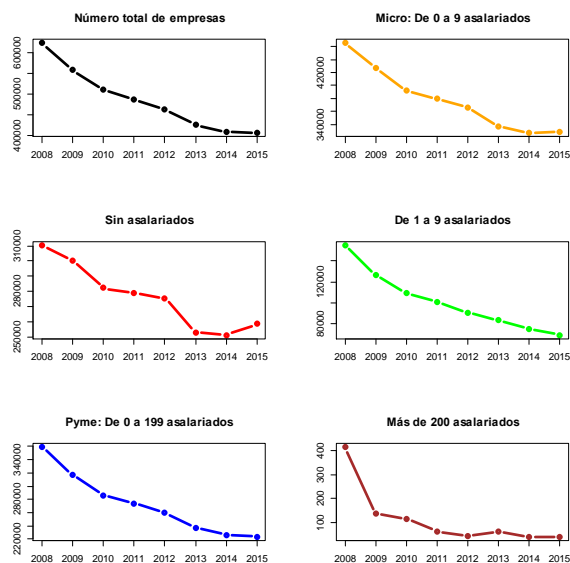 Número total de empresas
600000
500000
400000
2008 2009 2010 2011 2012 2013 2014 2015
Micro: De 0 a 9 asalariados
420000
340000
2008 2009 2010 2011 2012 2013 2014 2015
Sin asalariados
310000
280000
250000
2008 2009 2010 2011 2012 2013 2014 2015
De 1 a 9 asalariados
120000
80000
2008 2009 2010 2011 2012 2013 2014 2015
Pyme: De 0 a 199 asalariados
340000
280000
220000
2008 2009 2010 2011 2012 2013 2014 2015
Más de 200 asalariados
400
300
200
100
2008 2009 2010 2011 2012 2013 2014 2015